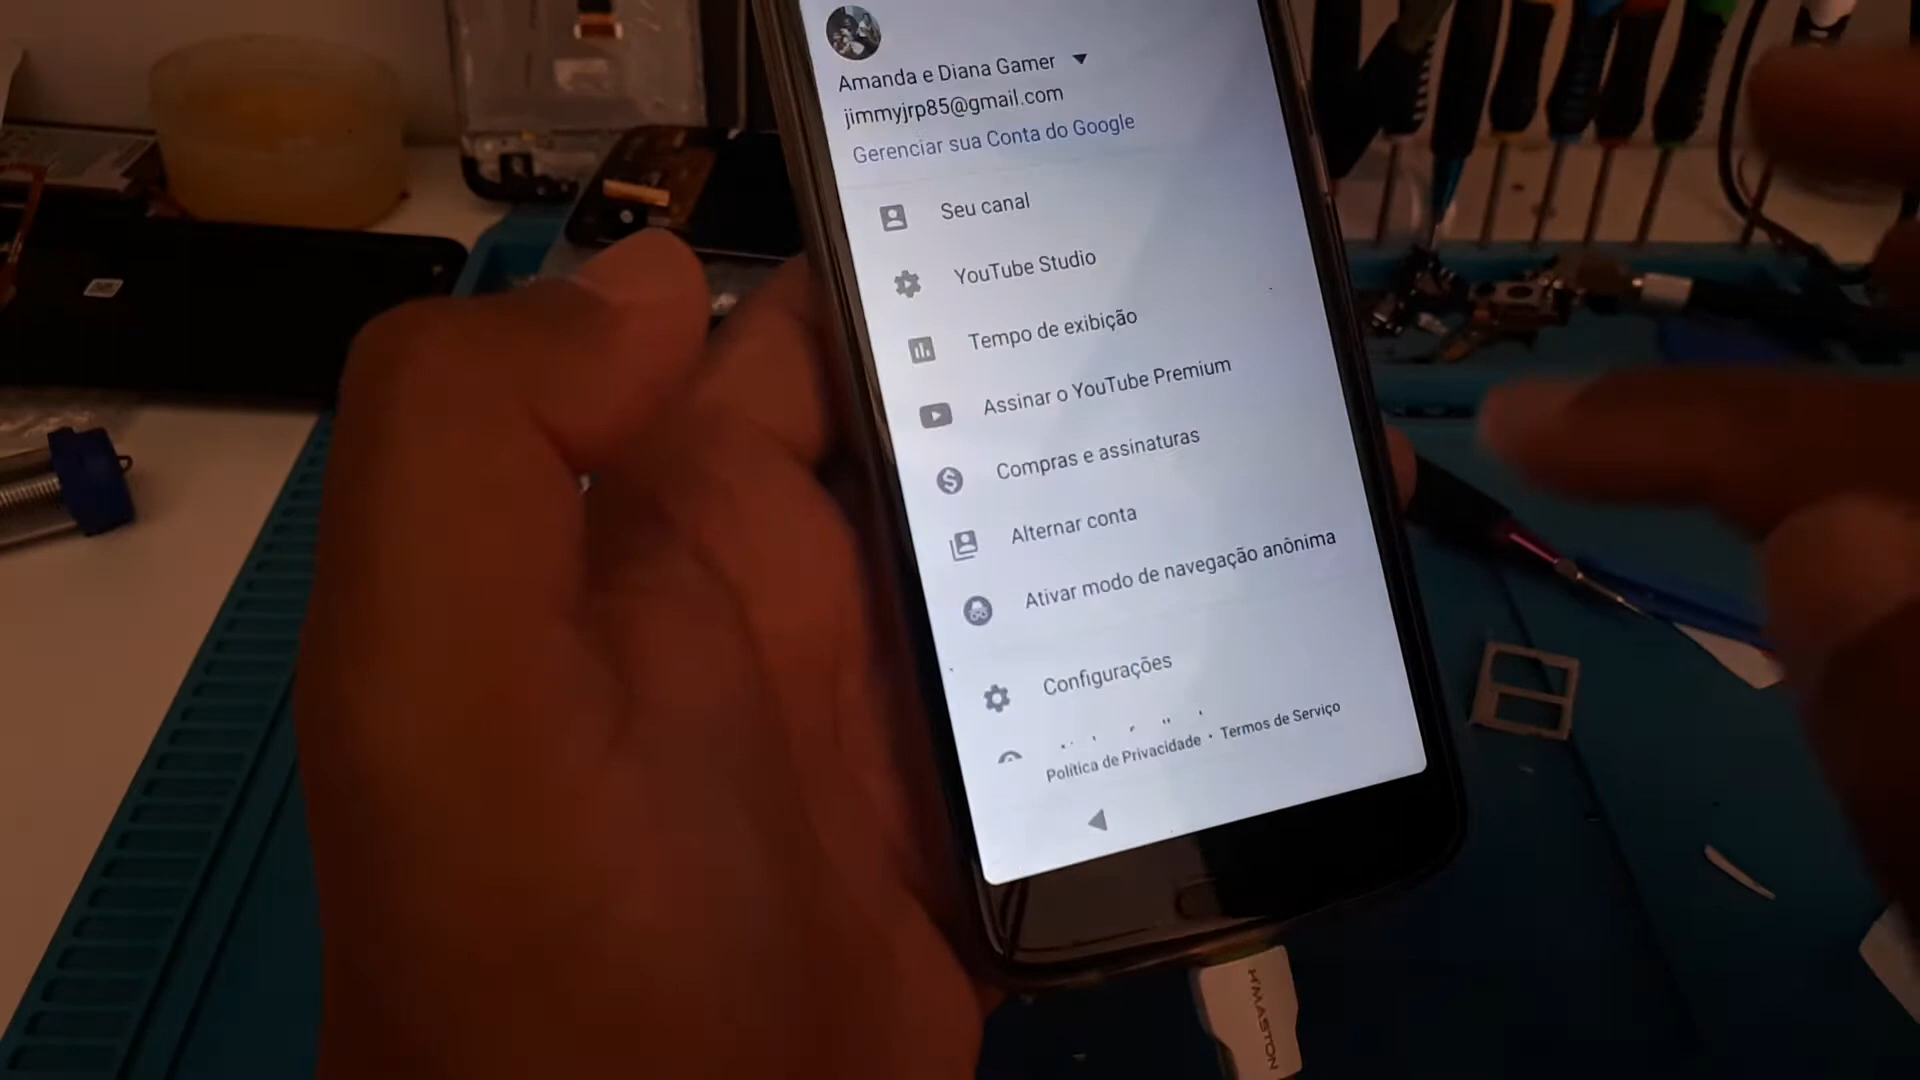 Amanda e Diana Gamer
jimmyjrp85@gmail.com
Gerenciar sua Conta do Google
Seu canal
YouTube Studio
Tempo de exibição
Assinar o YouTube Premium
Compras e assinaturas
Alternar conta
Ativar modo de navegação anônima
Configurações
Política de Privacidade • Termos de Serviço
H'MASTON